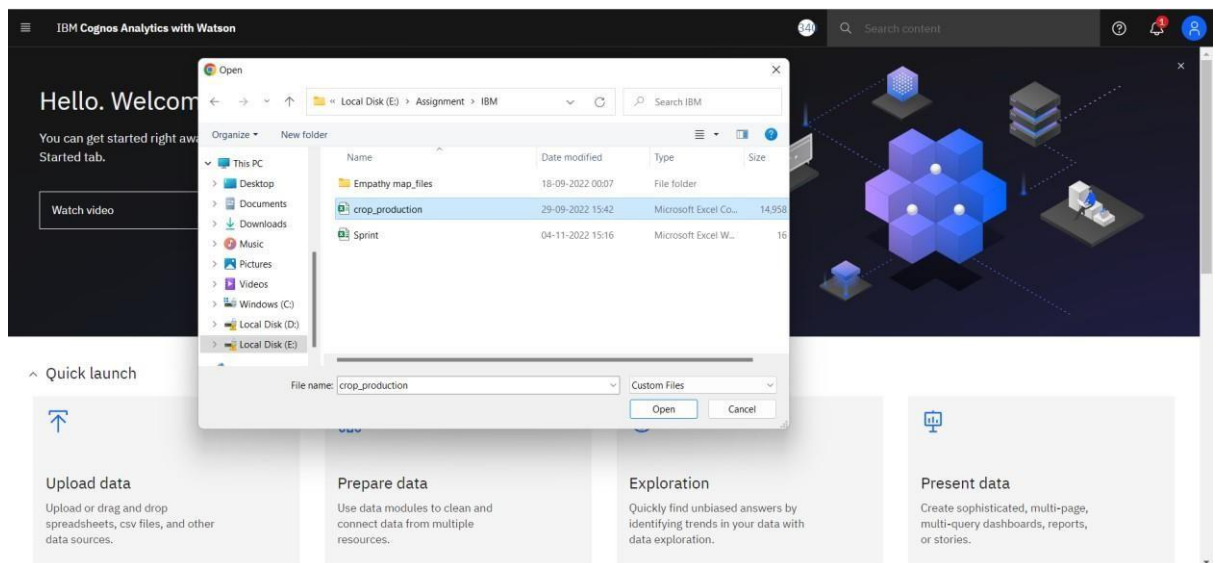 IBM Cognos Analytics with Watson
340
Search content
Open
Hello. Welcom
« Local Disk (E:) > Assignment > IBM
Search IBM
You can get started right awa
Started tab.
Organize
New folder
Name
Date modified
Type
Size
This PC
Desktop
Empathy map_files
18-09-2022 00:07
File folder
Watch video
Documents
crop_production
29-09-2022 15:42
Microsoft Excel Co...
14,958
Downloads
Sprint
04-11-2022 15:16
Microsoft Excel W...
16
Music
Pictures
Videos
Windows (C:)
Local Disk (D:)
Local Disk (E:)
Quick launch
File name:
crop_production
Custom Files
Open
Cancel
Upload data
Upload or drag and drop
spreadsheets, csv files, and other
data sources.
Prepare data
Use data modules to clean and
connect data from multiple
resources.
Exploration
Quickly find unbiased answers by
identifying trends in your data with
data exploration.
Present data
Create sophisticated, multi-page,
multi-query dashboards, reports,
or stories.